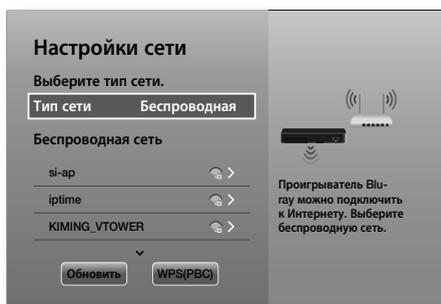 Настройки сети
Выберите тип сети.
Тип сети Беспроводная
Беспроводная сеть
si-ap
iptime
KIMING_VTOWER
Обновить WPS(PBC)
Проигрыватель Blu-
ray можно подключить
к Интернету. Выберите
беспроводную сеть.